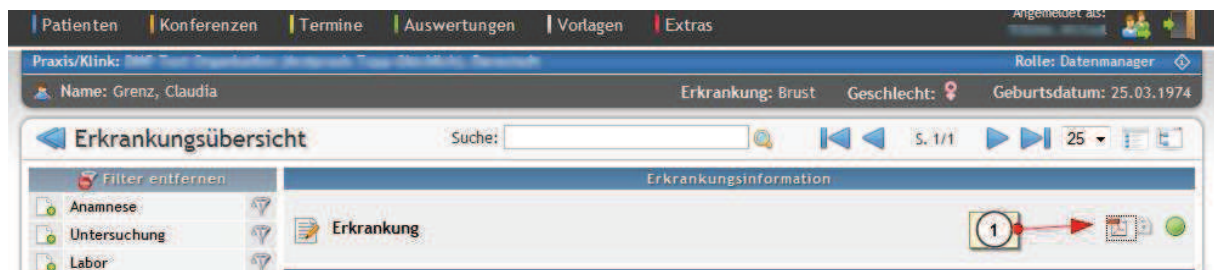 Patienten Konferenzen Termine Auswertungen Vorlagen Extras Angemeldet als:
Praxis/Klink: Rolle: Datenmanager
Name: Grenz, Claudia Erkrankung: Brust Geschlecht: Geburtsdatum: 25.03.1974
Erkrankungsübersicht Suche: S. 1/1 25
Filter entfernen Erkrankungsinformation
Anamnese
Untersuchung Erkrankung 1
Labor